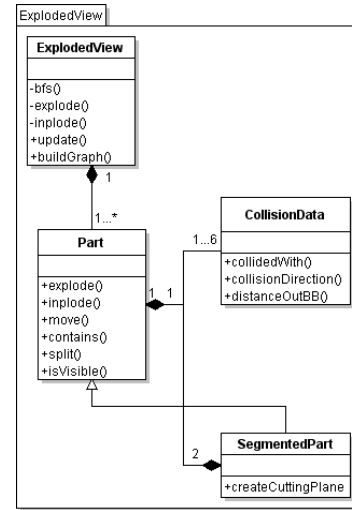 ExplodedView
ExplodedView
-bfs()
-explode()
-inplode()
+update()
+buildGraph()
1
1...*
Part
+explode()
+inplode()
+move()
+contains()
+split()
+isVisible()
1 1
1...6
CollisionData
+collidedWith()
+collisionDirection()
+distanceOutBB()
2
SegmentedPart
+createCuttingPlane